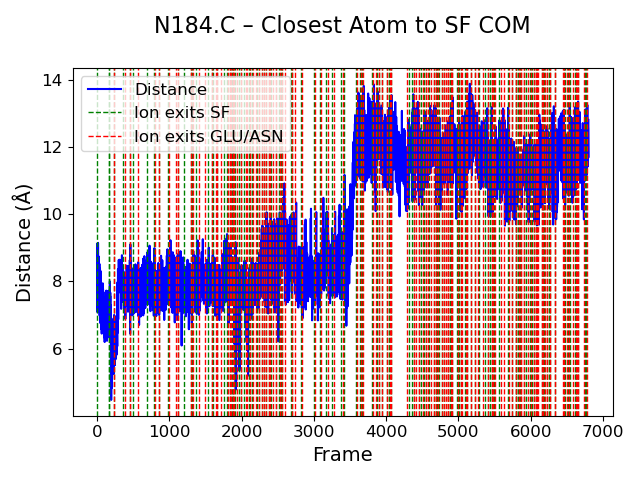 N184.C – Closest Atom to SF COM
Distance
Ion exits SF
Ion exits GLU/ASN
Distance (Å)
14
12
10
8
6
0 1000 2000 3000 4000 5000 6000 7000
Frame